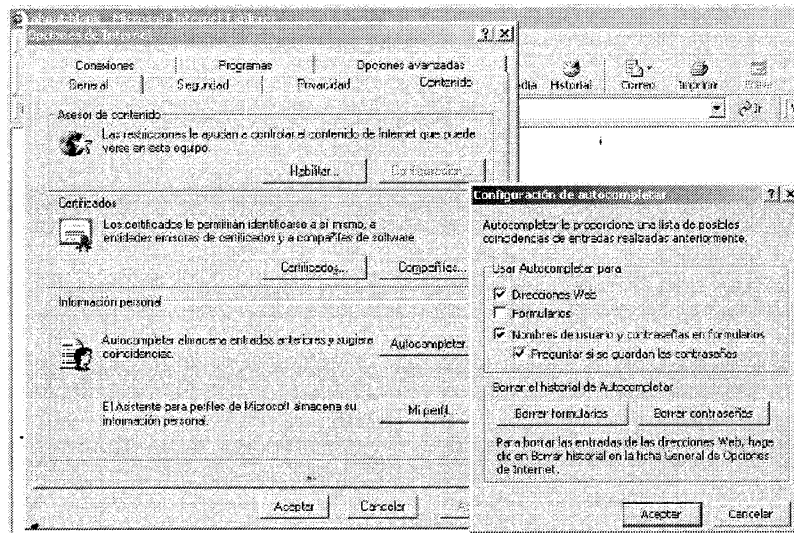 about:blank - Microsoft Internet Explorer
Opciones de Internet
Conexiones Programas Opciones avanzadas
General Seguridad Privacidad Contenido
Asesor de contenido
Las restricciones le ayudan a controlar el contenido de Internet que puede
verse en este equipo.
Habilitar... Configuración...
Certificados
Los certificados le permitirán identificarse a sí mismo, a
entidades emisoras de certificados y a compañías de software.
Certificados... Compañías...
Información personal
Autocompletar almacena entradas anteriores y sugiere
coincidencias.
Autocompletar
El Asistente para perfiles de Microsoft almacena su
información personal.
Mi perfil
Aceptar Cancelar A
dia Historial Correo Imprimir
Ir
Configuración de autocompletar
Autocompletar le proporciona una lista de posibles
coincidencias de entradas realizadas anteriormente.
Usar Autocompletar para
Direcciones Web
Formularios
Nombres de usuario y contraseñas en formularios
Preguntar si se guardan las contraseñas
Borrar el historial de Autocompletar
Borrar formularios Borrar contraseñas
Para borrar las entradas de las direcciones Web, haga
clic en Borrar historial en la ficha General de Opciones
de Internet.
Aceptar Cancelar